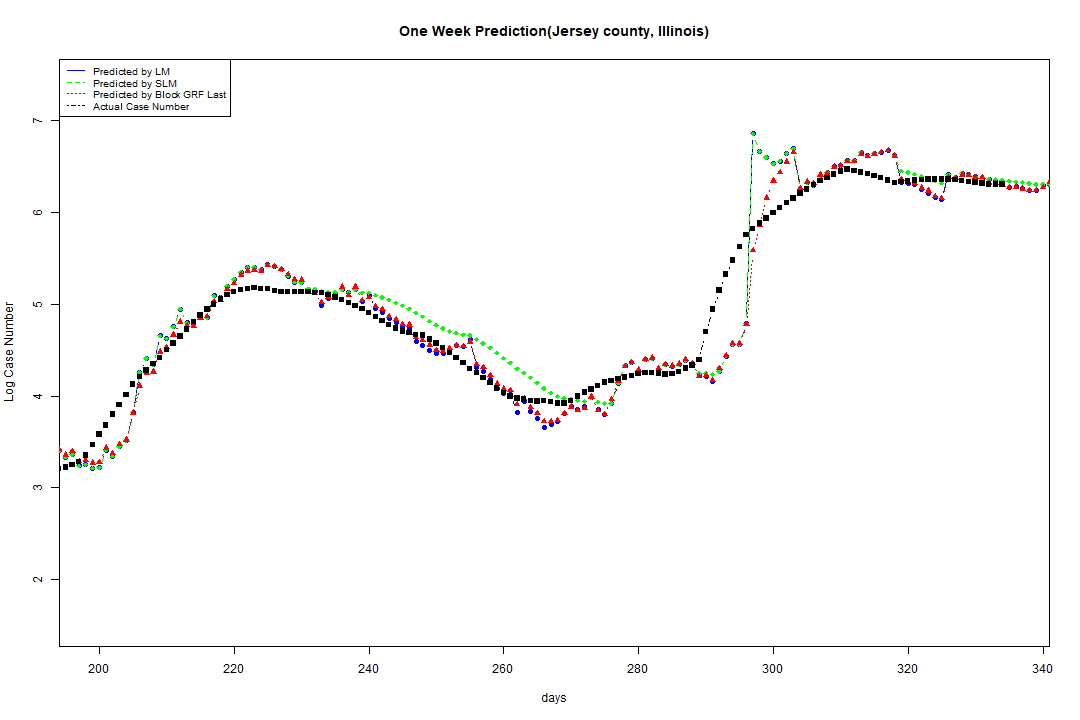 One Week Prediction(Jersey county, Illinois)
Predicted by LM
Predicted by SLM
Predicted by Block GRF Last
Actual Case Number
7
6
5
4
3
2
Log Case Number
200 220 240 260 280 300 320 340
days